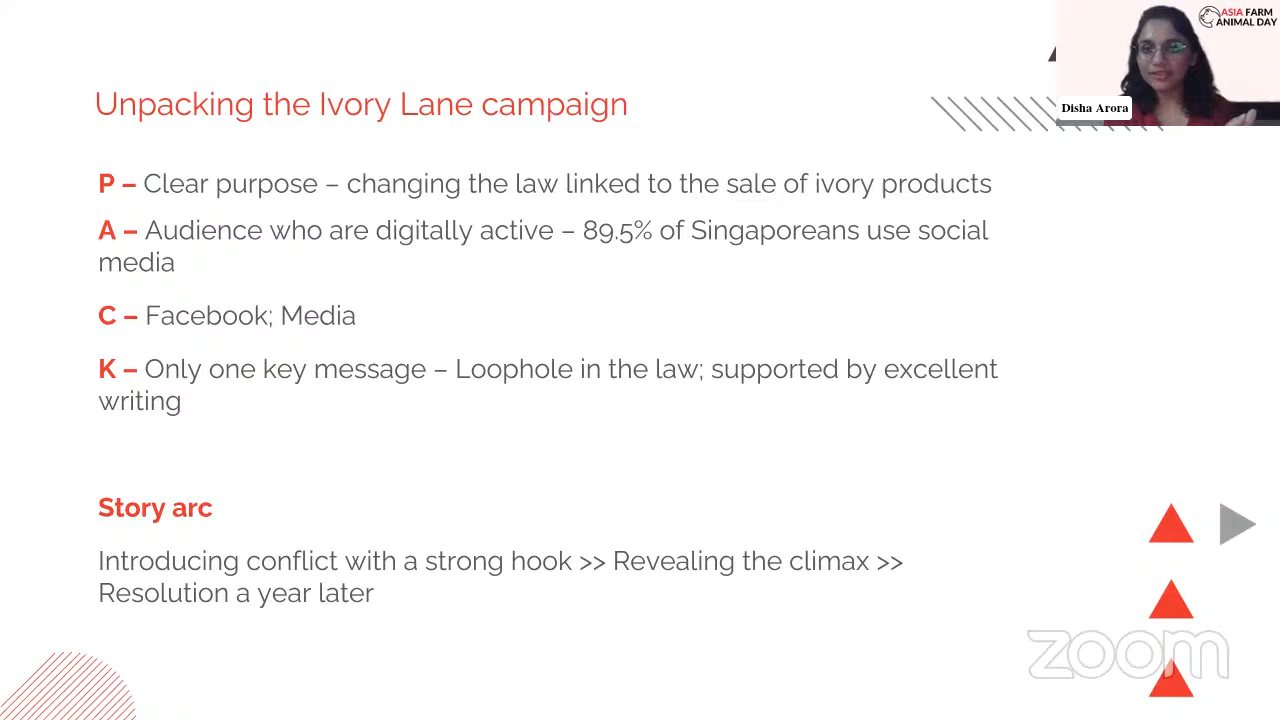 ASIA FARM
ANIMAL DAY
Disha Arora
Unpacking the Ivory Lane campaign
P – Clear purpose – changing the law linked to the sale of ivory products
A – Audience who are digitally active – 89.5% of Singaporeans use social
media
C – Facebook; Media
K – Only one key message – Loophole in the law; supported by excellent
writing
Story arc
Introducing conflict with a strong hook >> Revealing the climax >>
Resolution a year later
zoom